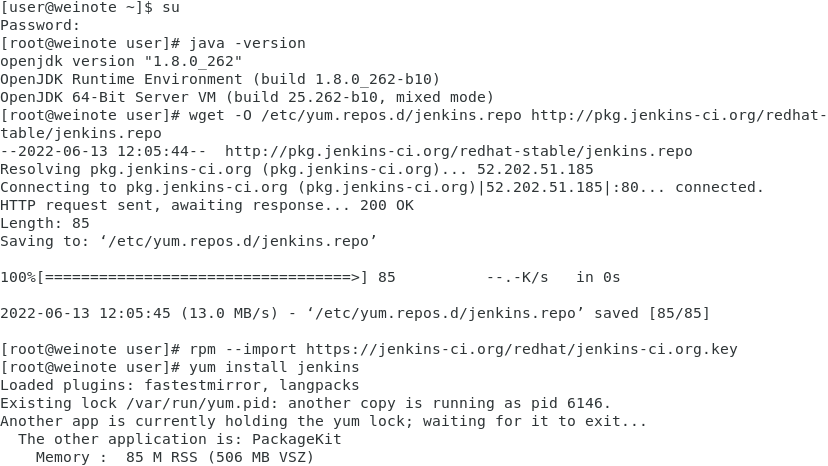 [user@weinote ~]$ su
Password:
[root@weinote user]# java -version
openjdk version "1.8.0_262"
OpenJDK Runtime Environment (build 1.8.0_262-b10)
OpenJDK 64-Bit Server VM (build 25.262-b10, mixed mode)
[root@weinote user]# wget -O /etc/yum.repos.d/jenkins.repo http://pkg.jenkins-ci.org/redhat-
table/jenkins.repo
--2022-06-13 12:05:44--  http://pkg.jenkins-ci.org/redhat-stable/jenkins.repo
Resolving pkg.jenkins-ci.org (pkg.jenkins-ci.org)... 52.202.51.185
Connecting to pkg.jenkins-ci.org (pkg.jenkins-ci.org)|52.202.51.185|:80... connected.
HTTP request sent, awaiting response... 200 OK
Length: 85
Saving to: ‘/etc/yum.repos.d/jenkins.repo’

100%[==================================>] 85          --.-K/s   in 0s

2022-06-13 12:05:45 (13.0 MB/s) - ‘/etc/yum.repos.d/jenkins.repo’ saved [85/85]

[root@weinote user]# rpm --import https://jenkins-ci.org/redhat/jenkins-ci.org.key
[root@weinote user]# yum install jenkins
Loaded plugins: fastestmirror, langpacks
Existing lock /var/run/yum.pid: another copy is running as pid 6146.
Another app is currently holding the yum lock; waiting for it to exit...
  The other application is: PackageKit
    Memory :  85 M RSS (506 MB VSZ)